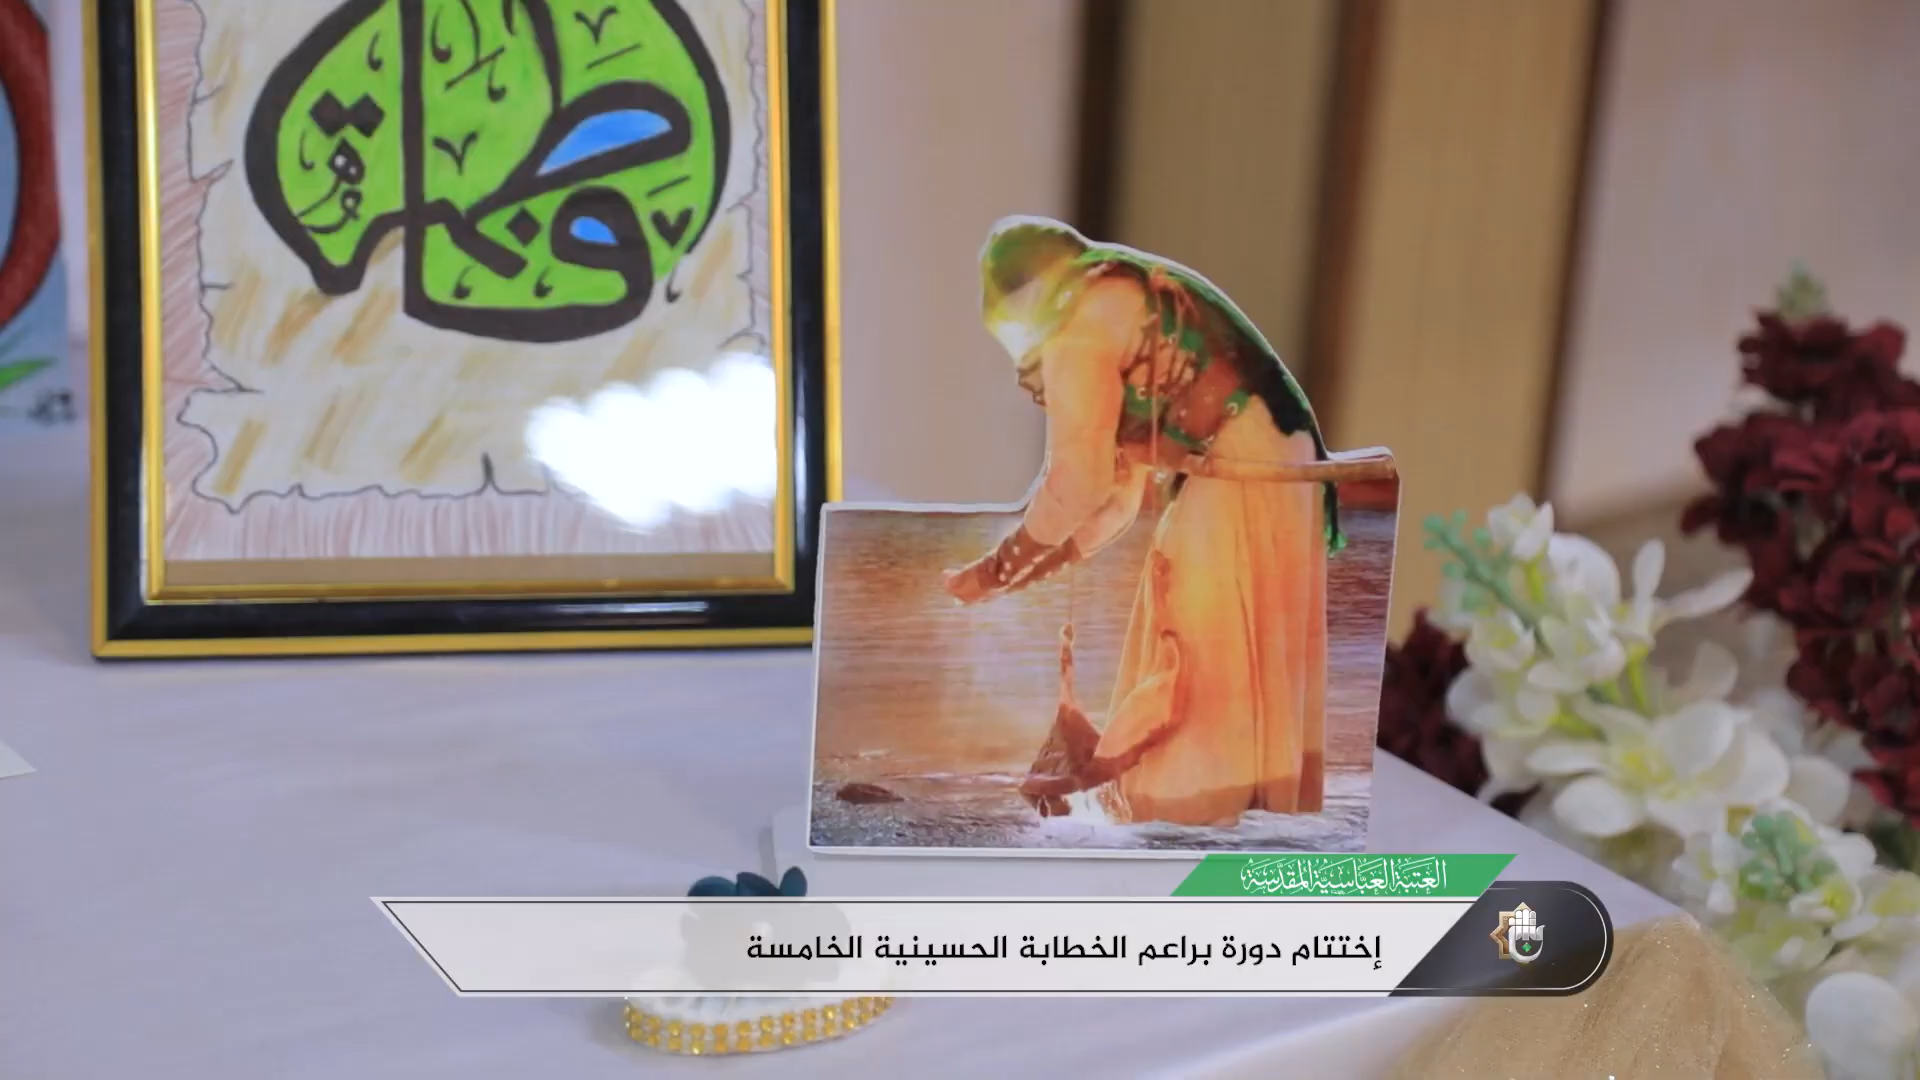 فاطمة
العتبة العباسية المقدسة
إختتام دورة براعم الخطابة الحسينية الخامسة